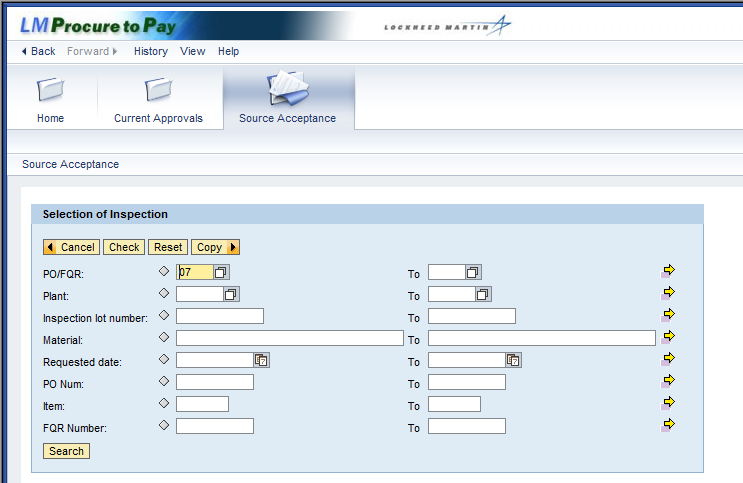 LM Procure to Pay
LOCKHEED MARTIN
Back Forward History View Help
Home Current Approvals Source Acceptance
Source Acceptance
Selection of Inspection
Cancel Check Reset Copy
PO/FQR: 07 To
Plant: To
Inspection lot number: To
Material: To
Requested date: To
PO Num: To
Item: To
FQR Number: To
Search